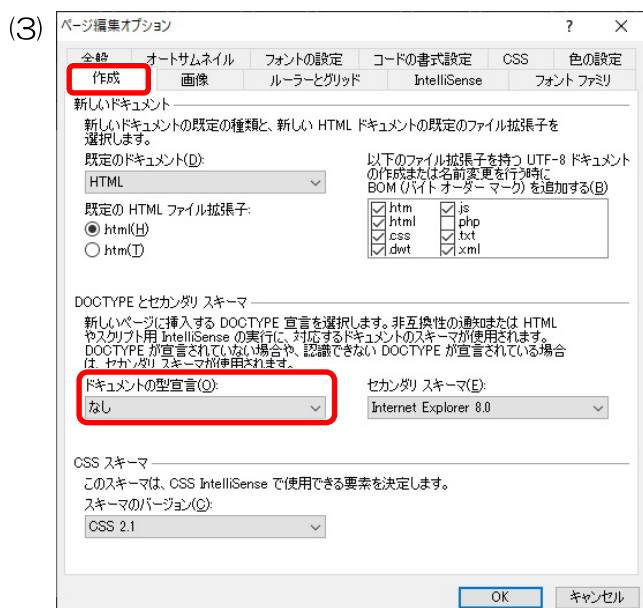 (3)
ページ編集オプション ? ×
全般 オートサムネイル フォントの設定 コードの書式設定 CSS 色の設定
作成 画像 ルーラーとグリッド IntelliSense フォント ファミリ
新しいドキュメント
新しいドキュメントの既定の種類と、新しい HTML ドキュメントの既定のファイル拡張子を
選択します。
既定のドキュメント(D):
HTML
既定の HTML ファイル拡張子:
html(H)
htm(T)
以下のファイル拡張子を持つ UTF-8 ドキュメント
の作成または名前変更を行う時に
BOM (バイト オーダー マーク) を追加する(B)
.htm .js
.html .php
.css .txt
.dwt .xml
DOCTYPE とセカンダリ スキーマ
新しいページに挿入する DOCTYPE 宣言を選択します。非互換性の通知または HTML
やスクリプト用 IntelliSense の実行に、対応するドキュメントのスキーマが使用されます。
DOCTYPE が宣言されていない場合や、認識できない DOCTYPE が宣言されている場合
は、セカンダリ スキーマが使用されます。
ドキュメントの型宣言(O):
なし
セカンダリ スキーマ(E):
Internet Explorer 8.0
CSS スキーマ
このスキーマは、CSS IntelliSense で使用できる要素を決定します。
スキーマのバージョン(C):
CSS 2.1
OK キャンセル